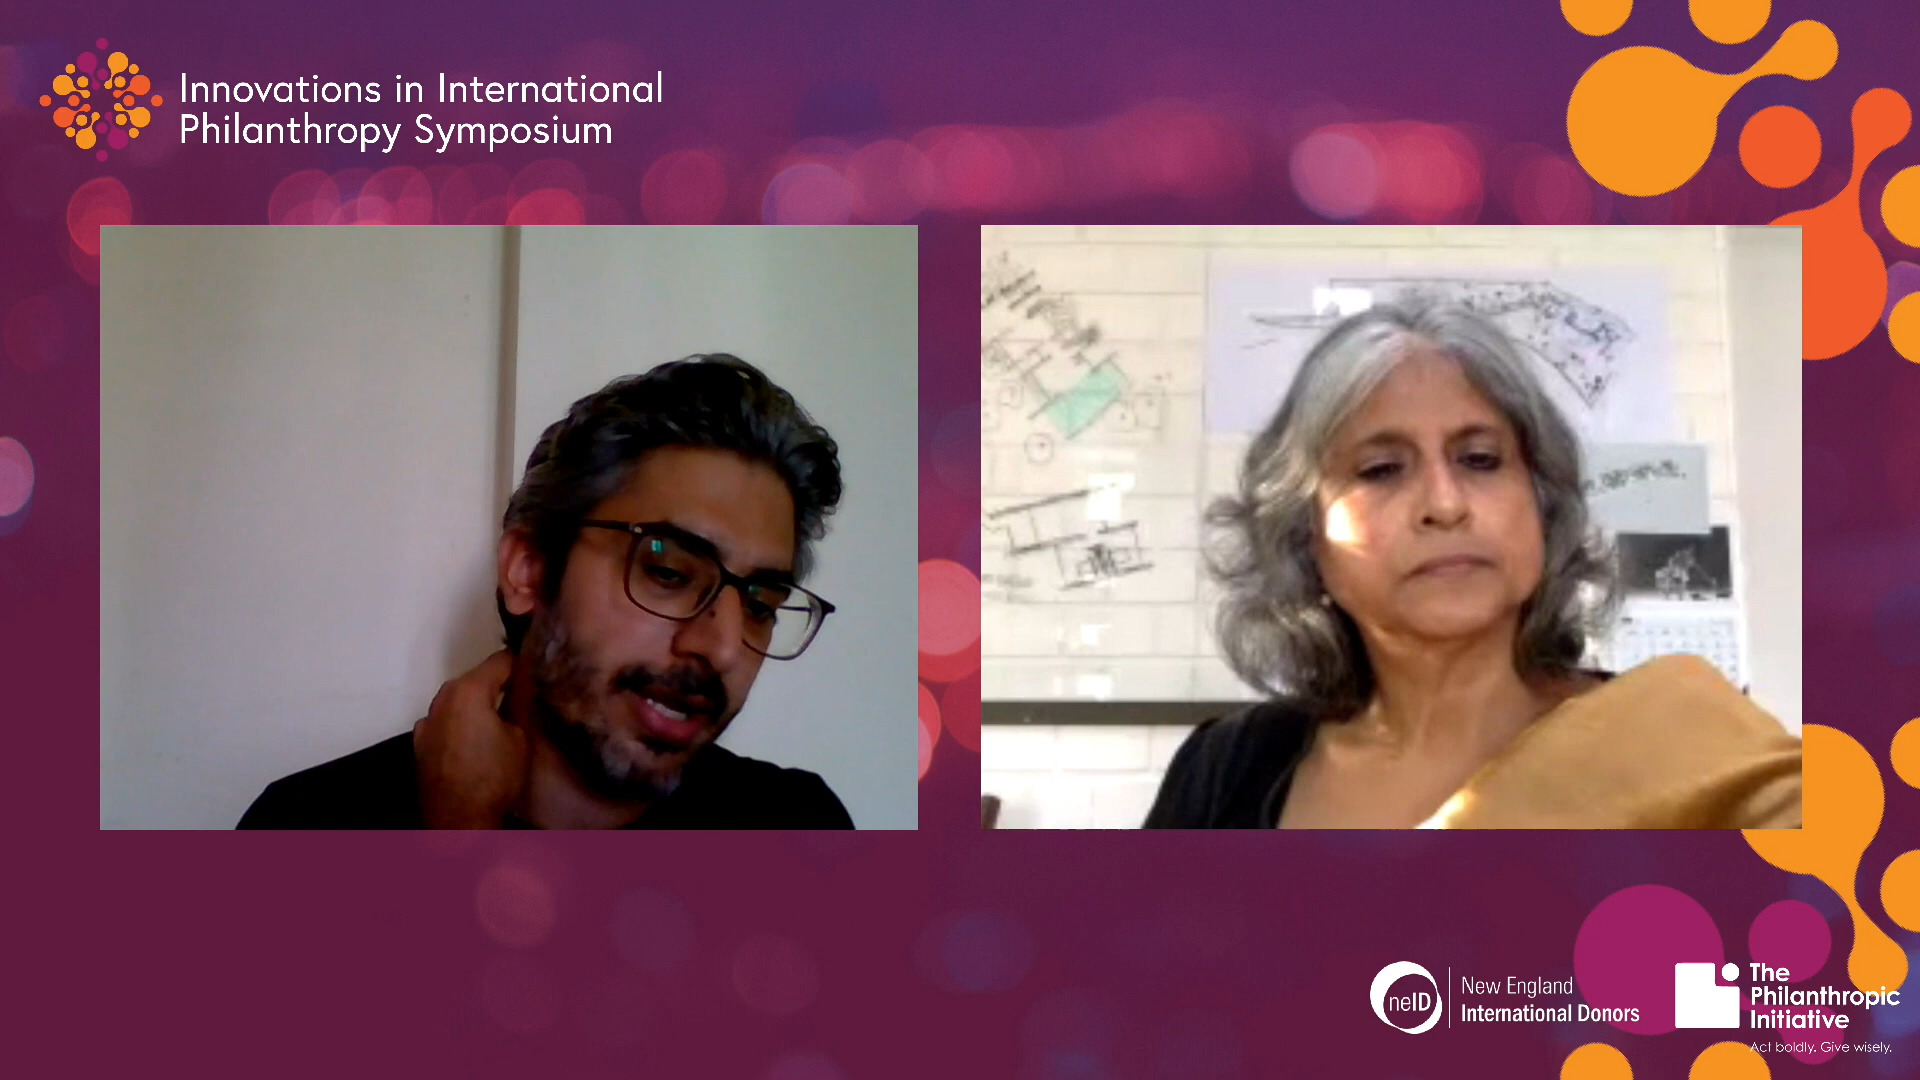 Innovations in International
Philanthropy Symposium
neID
New England
International Donors
The
Philanthropic
Initiative
Act boldly. Give wisely.